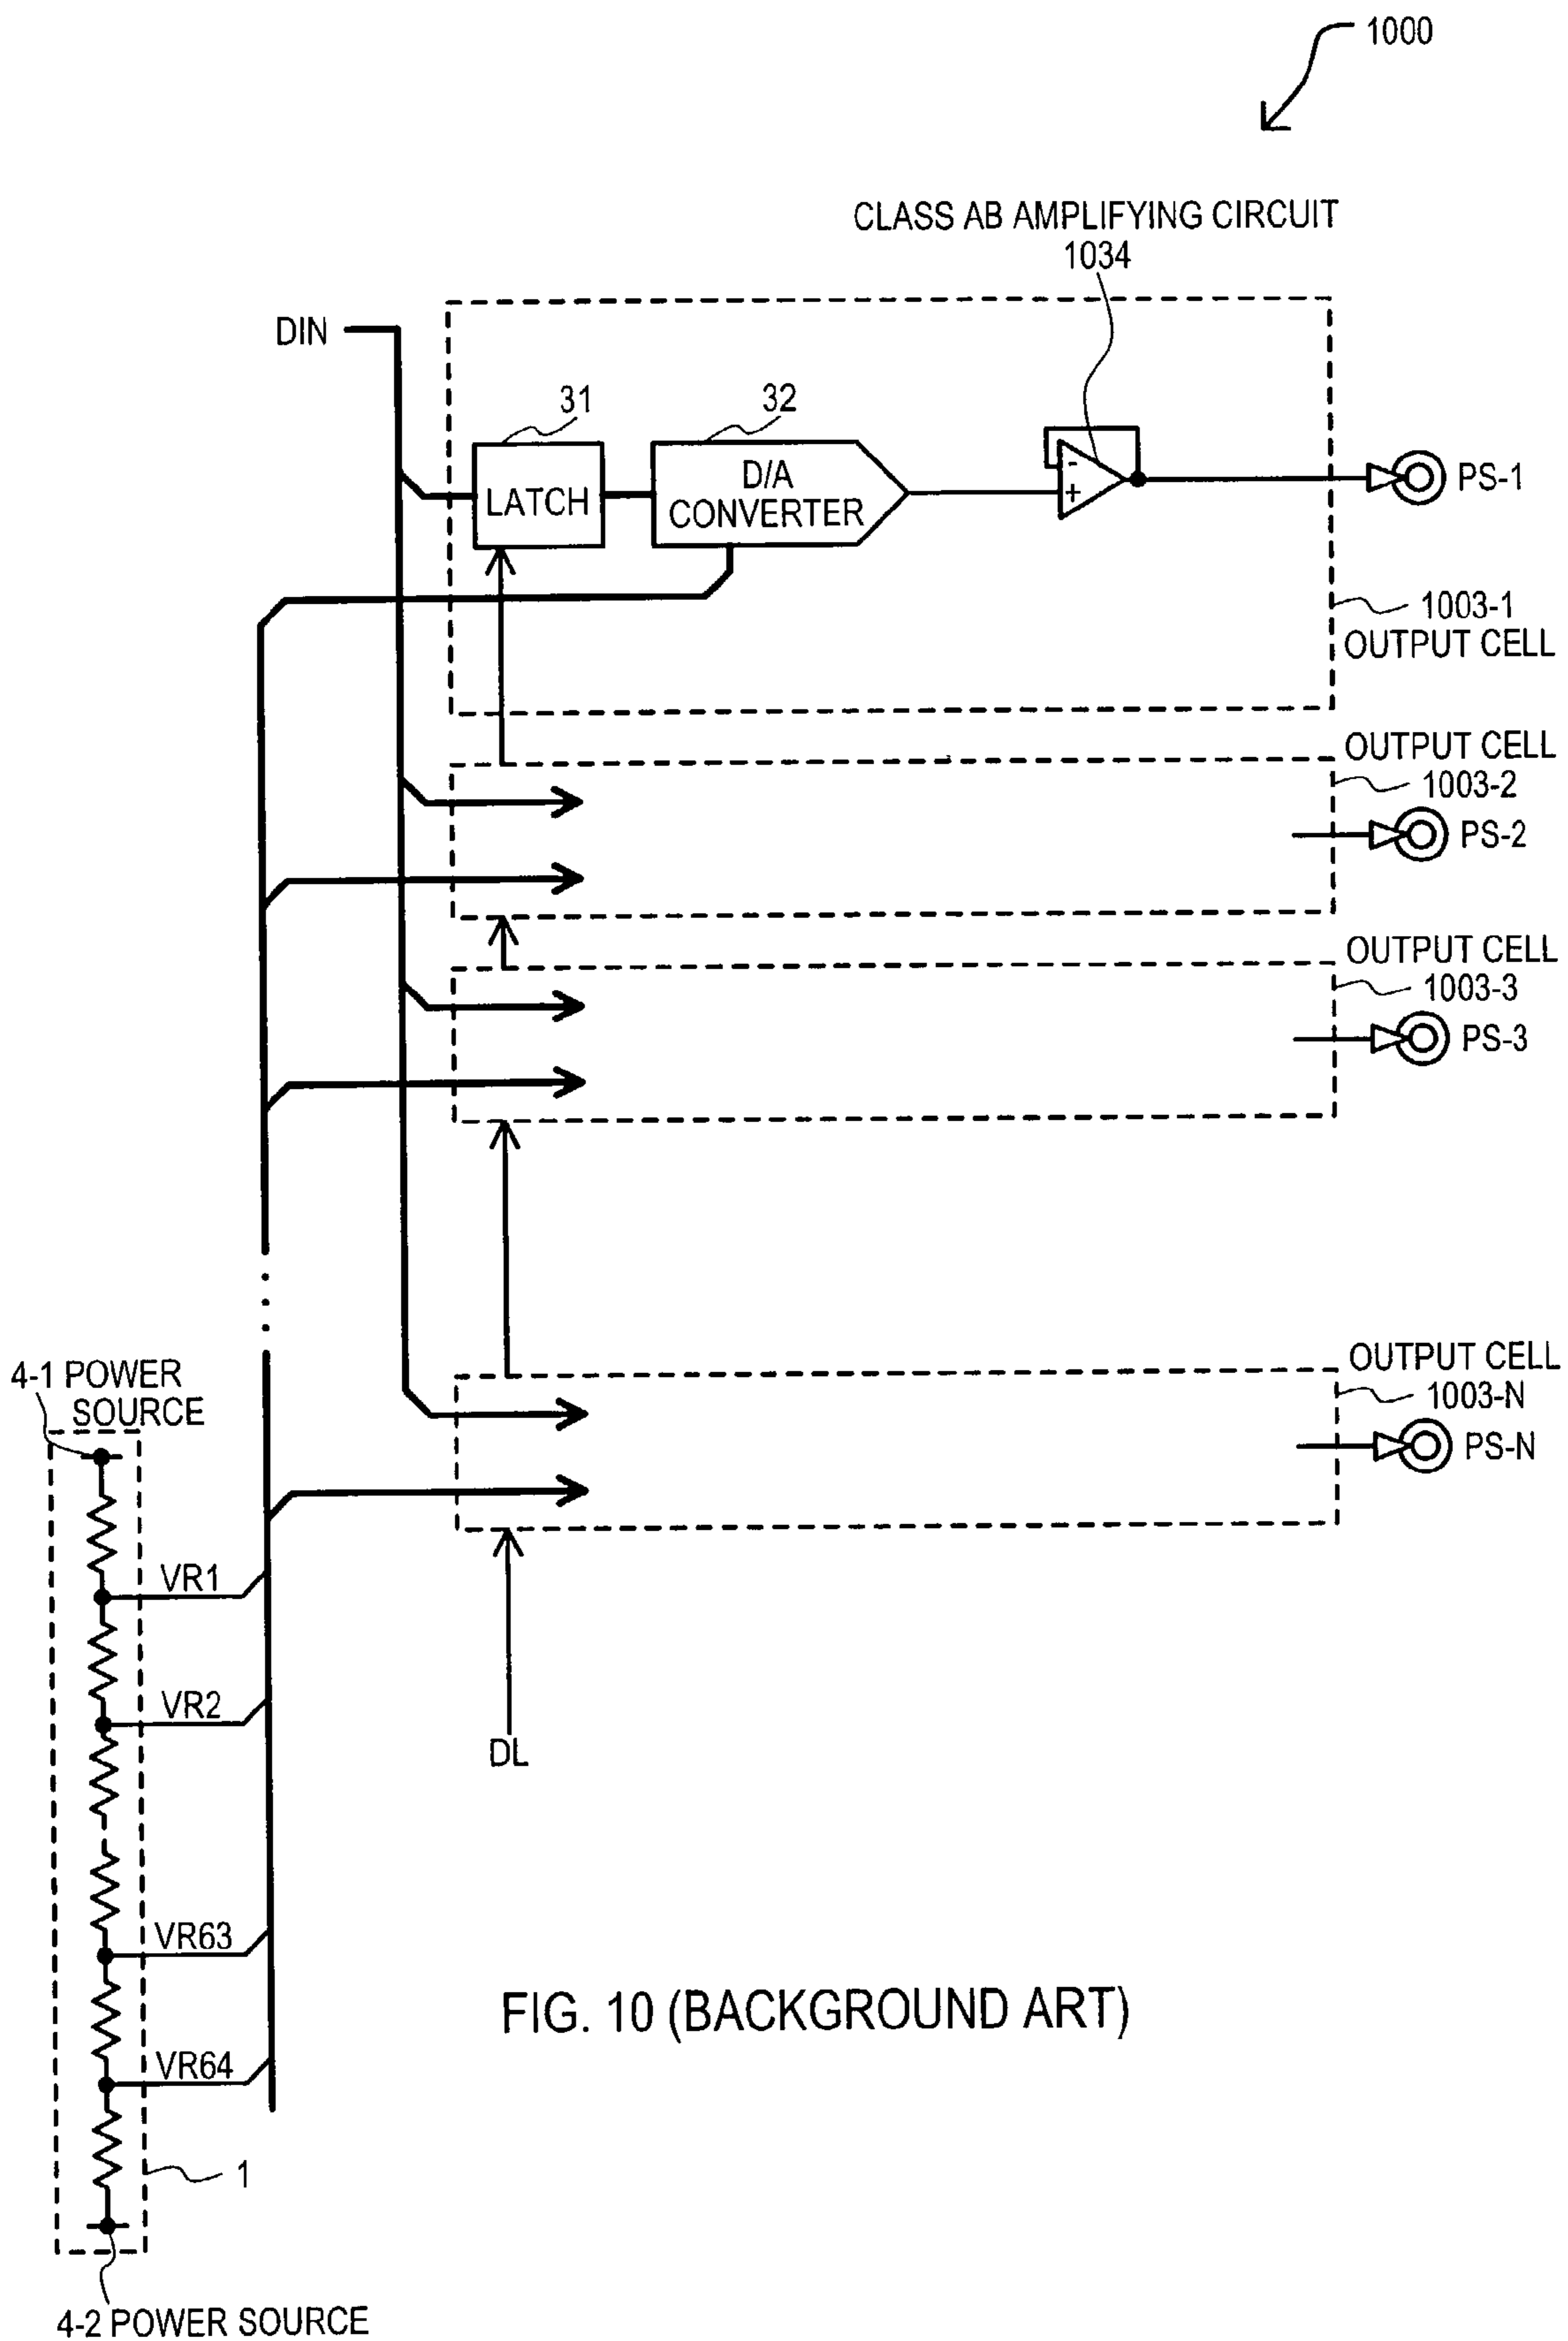 1000
CLASS AB AMPLIFYING CIRCUIT
1034
DIN
31
32
LATCH
D/A
CONVERTER
-
+
PS-1
1003-1
OUTPUT CELL
OUTPUT CELL
1003-2
PS-2
OUTPUT CELL
1003-3
PS-3
4-1 POWER
SOURCE
OUTPUT CELL
1003-N
PS-N
VR1
VR2
DL
VR63
VR64
1
4-2 POWER SOURCE
FIG. 10 (BACKGROUND ART)